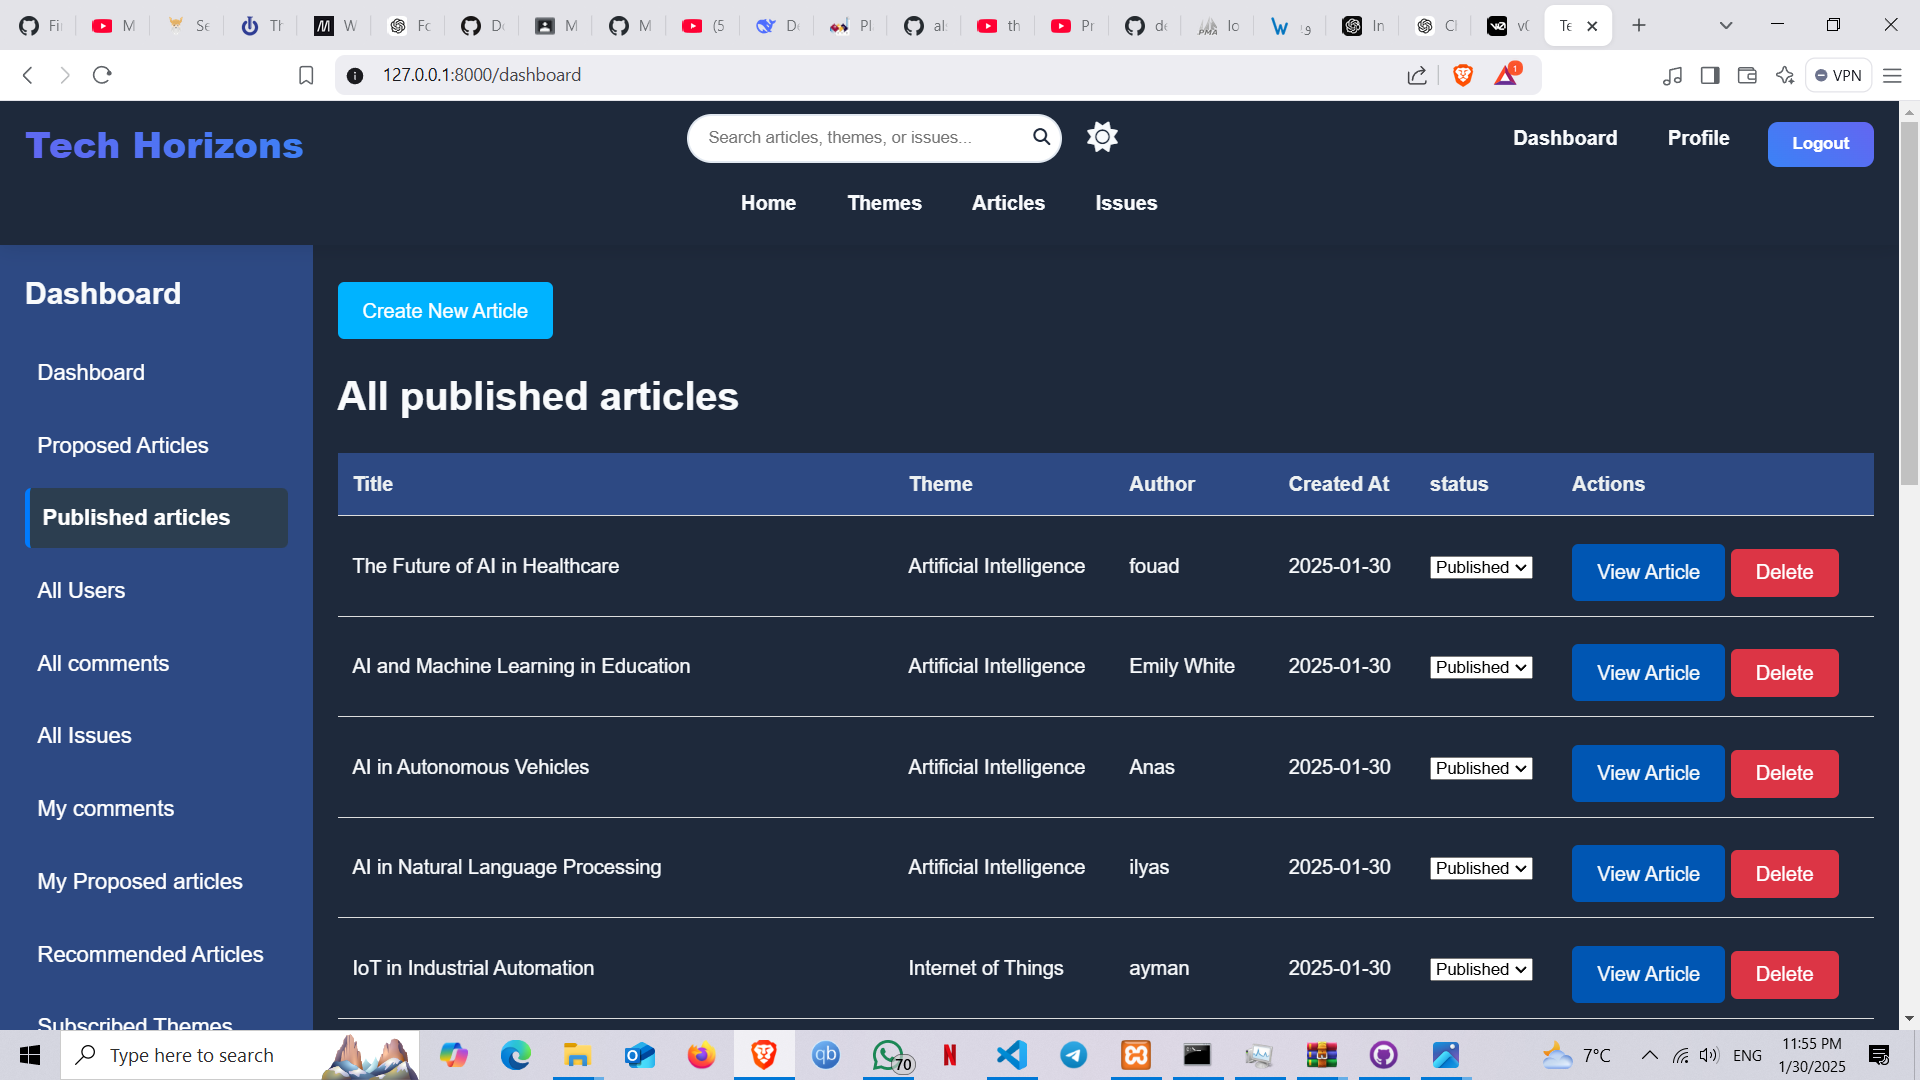 Fi
M
Se
Th
W
Fo
De
M
M
(5
De
Pl
als
th
Pr
de
lo
In
Cl
v0
Te
127.0.0.1:8000/dashboard
1
VPN
Tech Horizons
Search articles, themes, or issues...
Dashboard
Profile
Logout
Home
Themes
Articles
Issues
Dashboard
Dashboard
Proposed Articles
Published articles
All Users
All comments
All Issues
My comments
My Proposed articles
Recommended Articles
Subscribed Themes
Create New Article
All published articles
Title Theme Author Created At status Actions
The Future of AI in Healthcare Artificial Intelligence fouad 2025-01-30 Published View Article Delete
AI and Machine Learning in Education Artificial Intelligence Emily White 2025-01-30 Published View Article Delete
AI in Autonomous Vehicles Artificial Intelligence Anas 2025-01-30 Published View Article Delete
AI in Natural Language Processing Artificial Intelligence ilyas 2025-01-30 Published View Article Delete
IoT in Industrial Automation Internet of Things ayman 2025-01-30 Published View Article Delete
Type here to search
qb
70
7°C
ENG
11:55 PM
1/30/2025